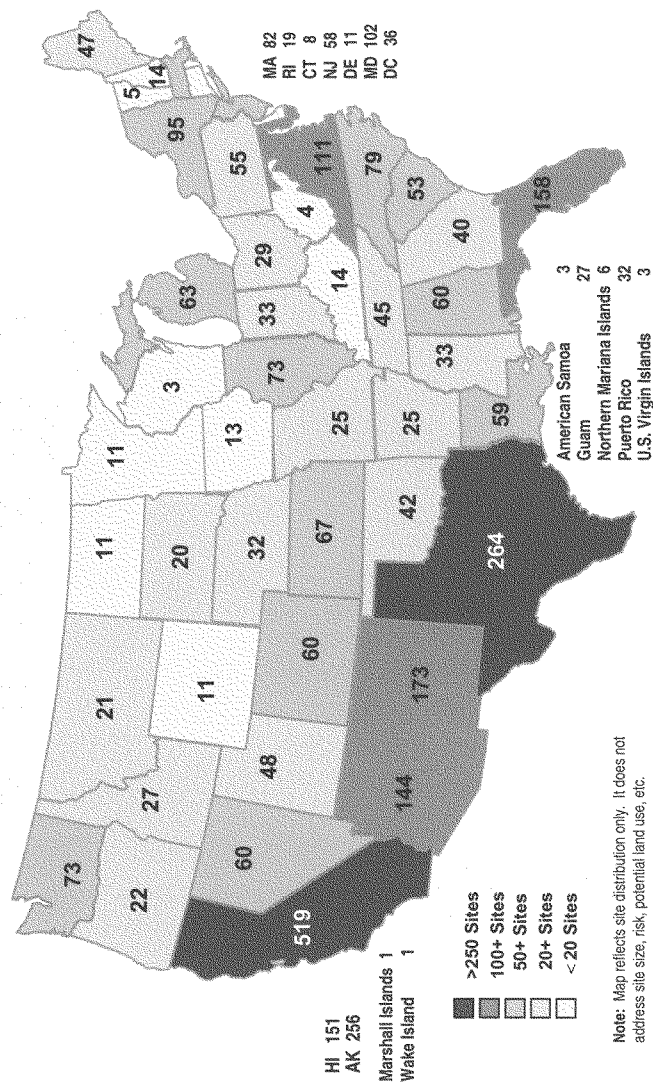 73
22
27
21
11
11
60
48
11
20
32
13
3
63
519
60
67
25
73
33
29
55
95
5
14
47
144
173
42
25
45
14
4
111
79
53
264
59
33
60
40
158
MA 82
RI 19
CT 8
NJ 58
DE 11
MD 102
DC 36
HI 151
AK 256
Marshall Islands 1
Wake Island 1
American Samoa 3
Guam 27
Northern Mariana Islands 6
Puerto Rico 32
U.S. Virgin Islands 3
>250 Sites
100+ Sites
50+ Sites
20+ Sites
< 20 Sites
Note: Map reflects site distribution only. It does not
address site size, risk, potential land use, etc.